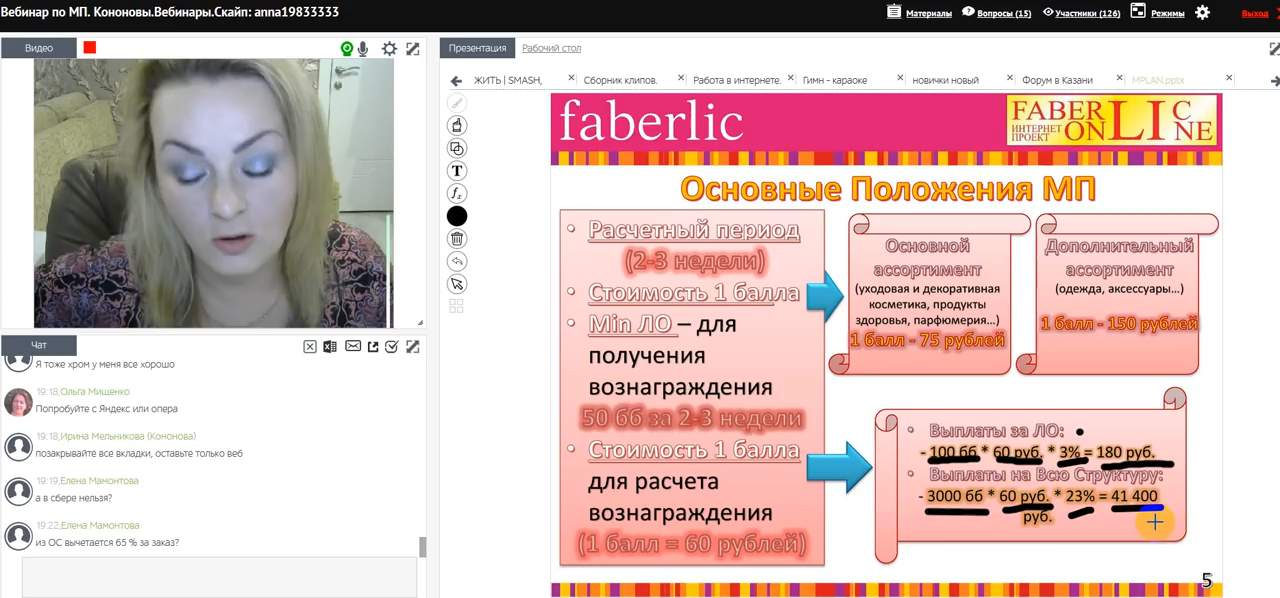 Вебинар по МП. Кононовы.Вебинары.Скайп: anna19833333
Материалы
Вопросы (15)
Участники (126)
Режимы
Выход
Видео
Презентация
Рабочий стол
ЖИТЬ | SMASH,
Сборник клипов.
Работа в интернете.
Гимн - караоке
новички новый
Форум в Казани
MPLAN.pptx
faberlic
FABERLIC
ИНТЕРНЕТ
ПРОЕКТ
ONLINE
Основные Положения МП
• Расчетный период
(2-3 недели)
• Стоимость 1 балла
• Min ЛО – для
получения
вознаграждения
50 бб за 2-3 недели
• Стоимость 1 балла
для расчета
вознаграждения
(1 балл = 60 рублей)
Основной
ассортимент
(уходовая и декоративная
косметика, продукты
здоровья, парфюмерия...)
1 балл - 75 рублей
Дополнительный
ассортимент
(одежда, аксессуары...)
1 балл - 150 рублей
• Выплаты за ЛО:
- 100 бб * 60 руб. * 3% = 180 руб.
• Выплаты на Всю Структуру:
- 3000 бб * 60 руб. * 23% = 41 400
руб.
5
Чат
Я тоже хром у меня все хорошо
19:18,Ольга Мищенко
Попробуйте с Яндекс или опера
19:18,Ирина Мельникова (Кононова)
позакрывайте все вкладки, оставьте только веб
19:19,Елена Мамонтова
а в сбере нельзя?
19:22,Елена Мамонтова
из ОС вычетается 65 % за заказ?